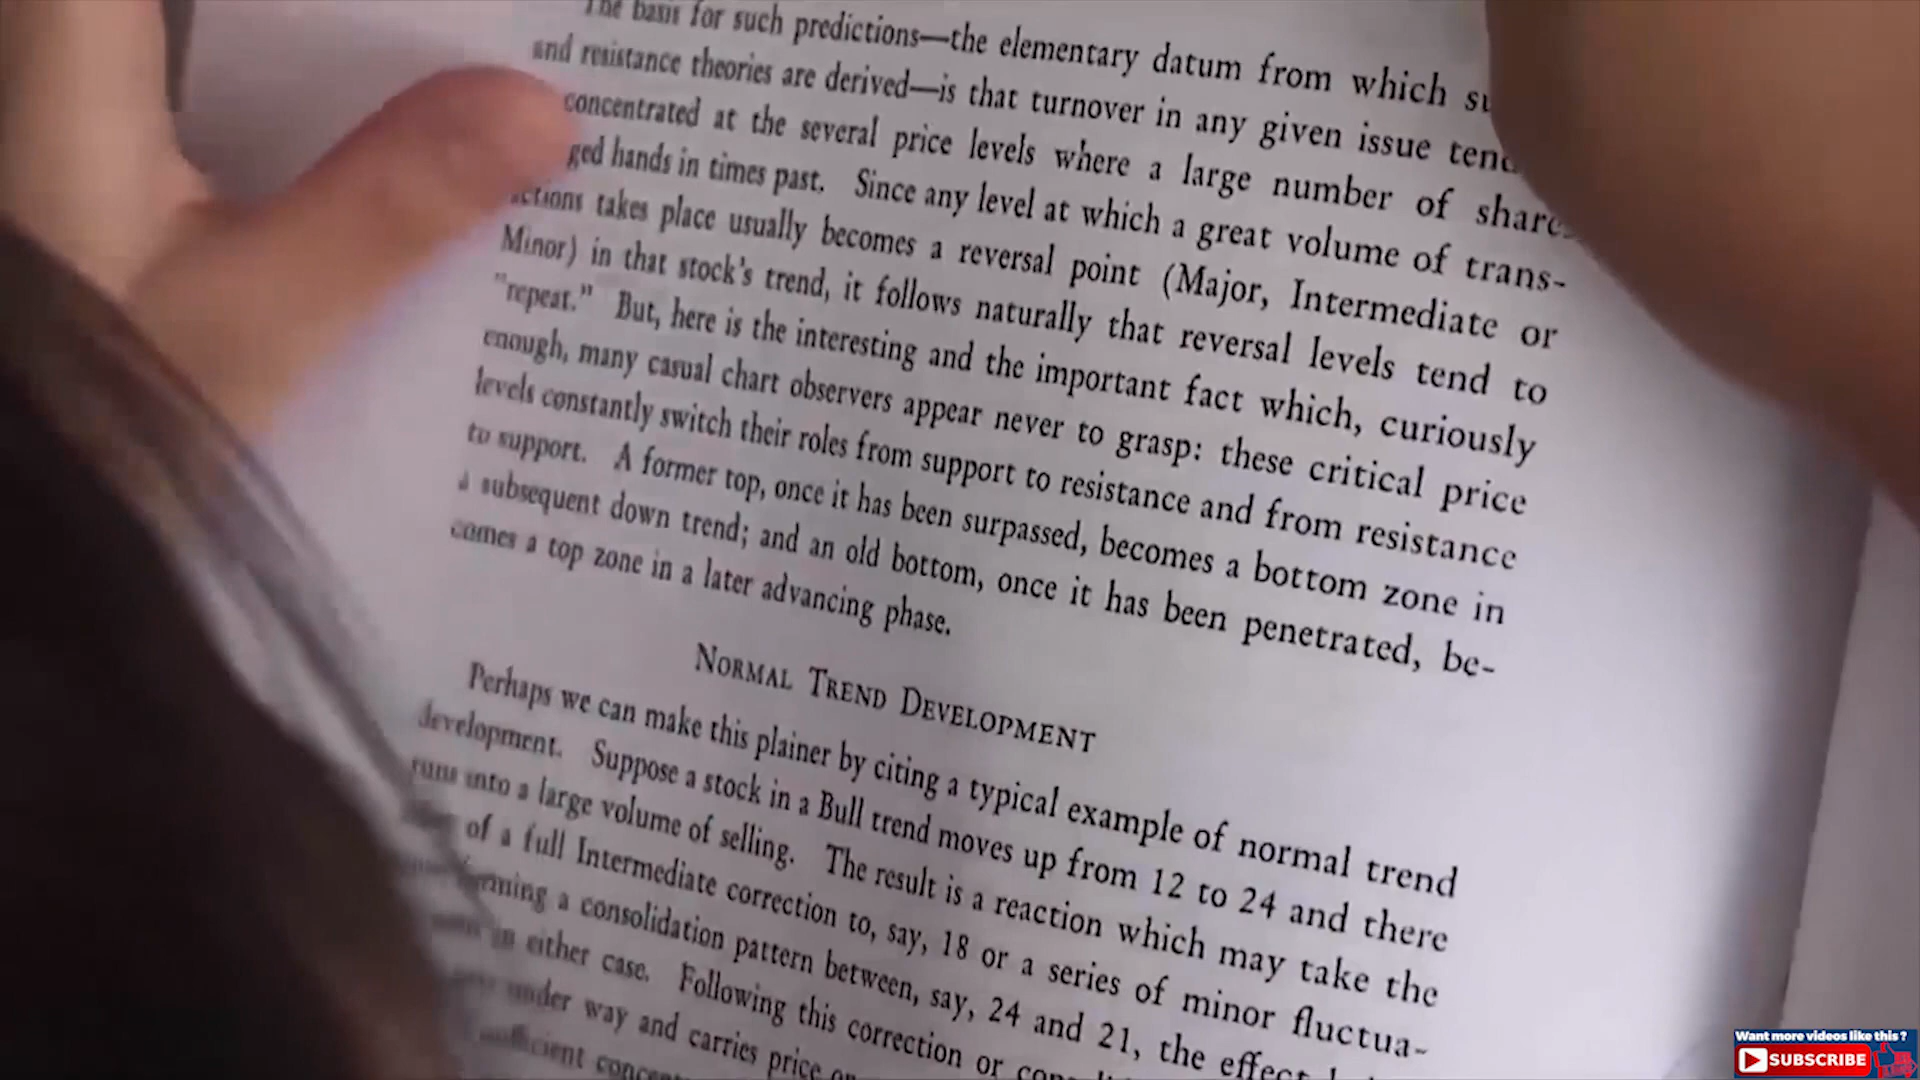 The basis for such predictions—the elementary datum from which
and resistance theories are derived—is that turnover in any given issue
concentrated at the several price levels where a large number of
hands in times past. Since any level at which a great volume of trans-
takes place usually becomes a reversal point (Major, Intermediate or
Minor) in that stock's trend, it follows naturally that reversal levels tend to
"repeat." But, here is the interesting and the important fact which, curiously
enough, many casual chart observers appear never to grasp: these critical price
levels constantly switch their roles from support to resistance and from resistance
to support. A former top, once it has been surpassed, becomes a bottom zone in
a subsequent down trend; and an old bottom, once it has been penetrated, be-
comes a top zone in a later advancing phase.
NORMAL TREND DEVELOPMENT
Perhaps we can make this plainer by citing a typical example of normal trend
development. Suppose a stock in a Bull trend moves up from 12 to 24 and there
runs into a large volume of selling. The result is a reaction which may take the
of a full Intermediate correction to, say, 18 or a series of minor fluctua-
a consolidation pattern between, say, 24 and 21, the effect
in either case. Following this correction or
under way and carries price
Want more videos like this ?
SUBSCRIBE